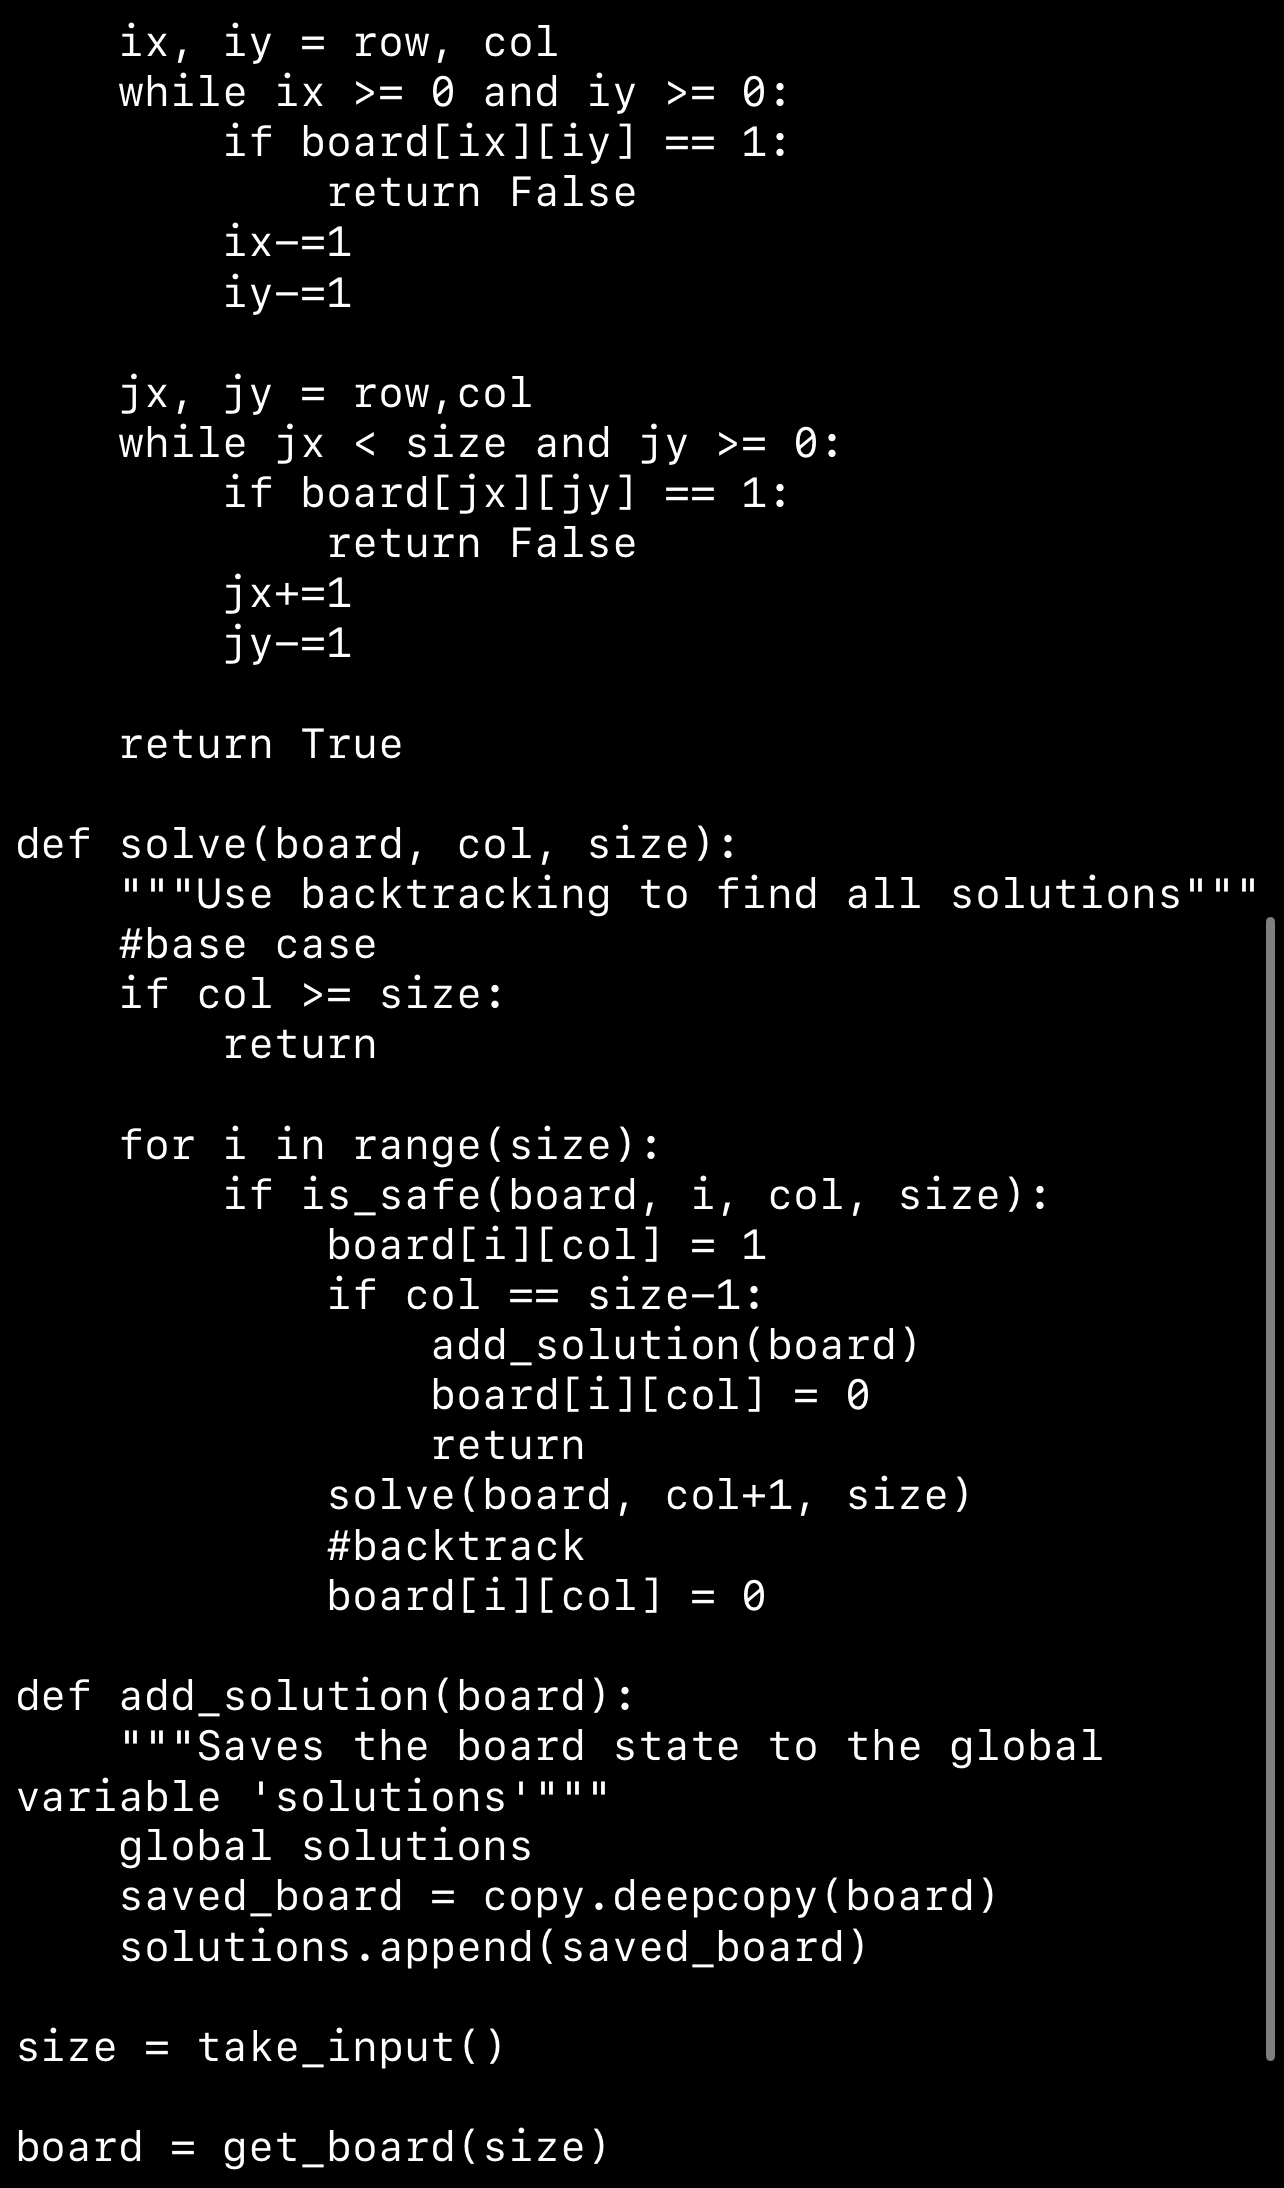 ix, iy = row, col
    while ix >= 0 and iy >= 0:
        if board[ix][iy] == 1:
            return False
        ix-=1
        iy-=1

    jx, jy = row,col
    while jx < size and jy >= 0:
        if board[jx][jy] == 1:
            return False
        jx+=1
        jy-=1

    return True

def solve(board, col, size):
    """Use backtracking to find all solutions"""
    #base case
    if col >= size:
        return

    for i in range(size):
        if is_safe(board, i, col, size):
            board[i][col] = 1
            if col == size-1:
                add_solution(board)
                board[i][col] = 0
                return
            solve(board, col+1, size)
            #backtrack
            board[i][col] = 0

def add_solution(board):
    """Saves the board state to the global
variable 'solutions'"""
    global solutions
    saved_board = copy.deepcopy(board)
    solutions.append(saved_board)

size = take_input()

board = get_board(size)